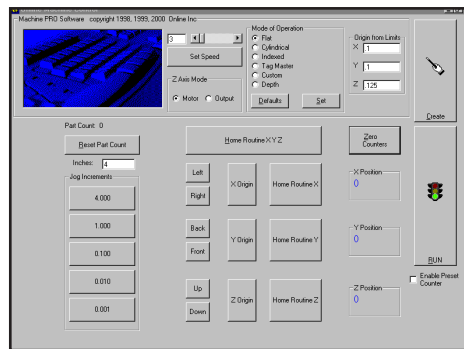 Machine PRO Software copyright 1998, 1999, 2000 Online Inc
3
Set Speed
Z Axis Mode
Motor Output
Mode of Operation
Flat
Cylindrical
Indexed
Tag Master
Custom
Depth
Defaults Set
Origin from Limits
X .1
Y .1
Z .125
Create
Part Count: 0
Reset Part Count
Inches: 4
Jog Increments
4.000
1.000
0.100
0.010
0.001
Home Routine X Y Z
Zero Counters
Left
Right
X Origin
Home Routine X
X Position
0
Back
Front
Y Origin
Home Routine Y
Y Position
0
Up
Down
Z Origin
Home Routine Z
Z Position
0
RUN
Enable Preset
Counter